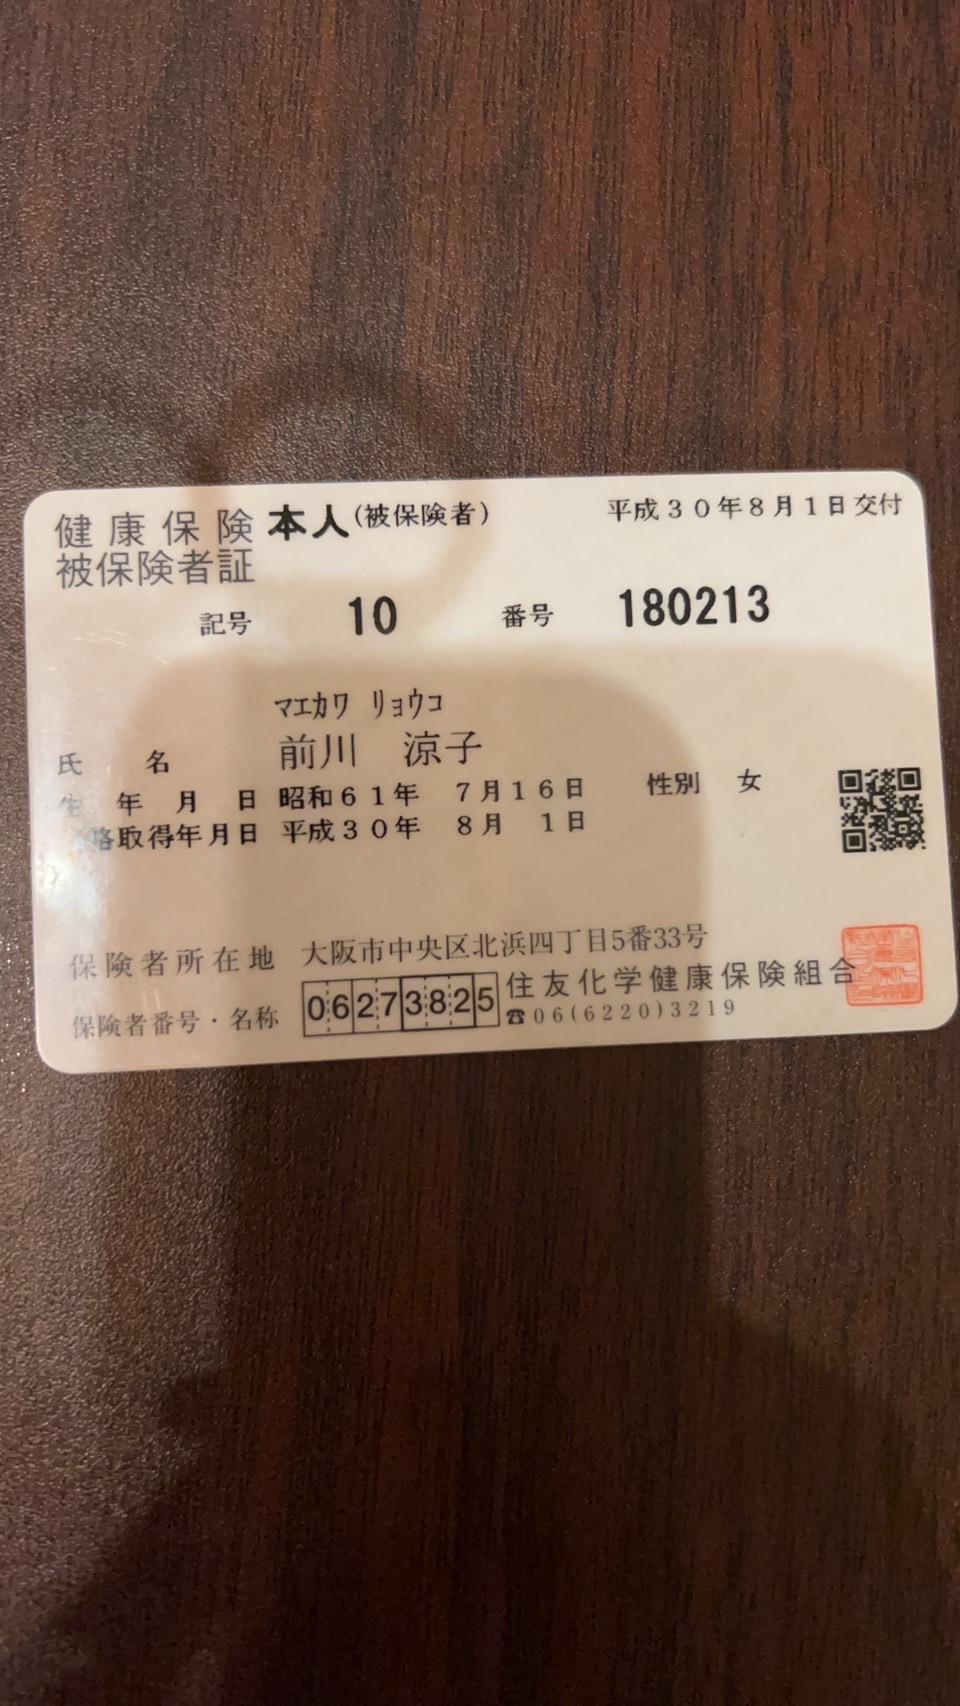 健康保険 本人(被保険者) 平成30年8月1日交付
被保険者証
記号 10 番号 180213
マエカワ リョウコ
氏 名 前川 涼子
生 年 月 日 昭和61年 7月16日 性別 女
格取得年月日 平成30年 8月 1日
保険者所在地 大阪市中央区北浜四丁目5番33号
保険者番号・名称 06273825 住友化学健康保険組合
☎06(6220)3219